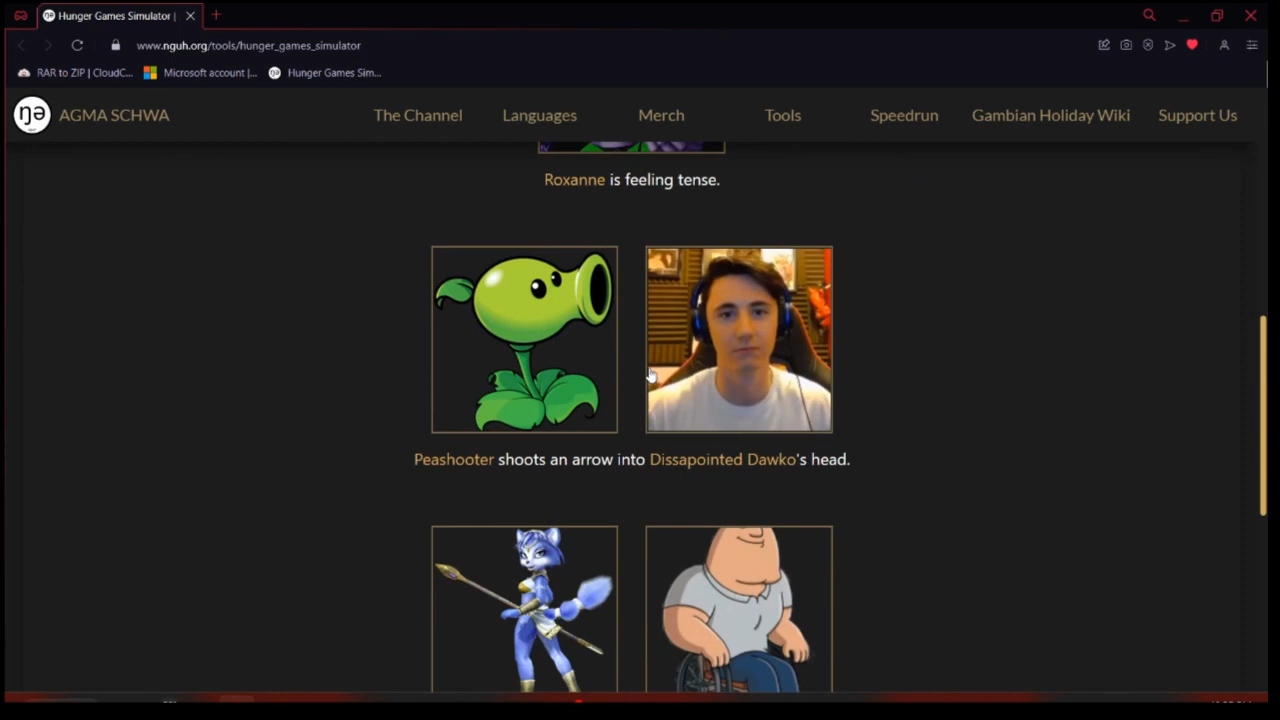 Hunger Games Simulator |
www.nguh.org/tools/hunger_games_simulator
RAR to ZIP | CloudC...
Microsoft account |...
Hunger Games Sim...
ŋə
AGMA SCHWA
The Channel
Languages
Merch
Tools
Speedrun
Gambian Holiday Wiki
Support Us
Roxanne is feeling tense.
Peashooter shoots an arrow into Dissapointed Dawko's head.